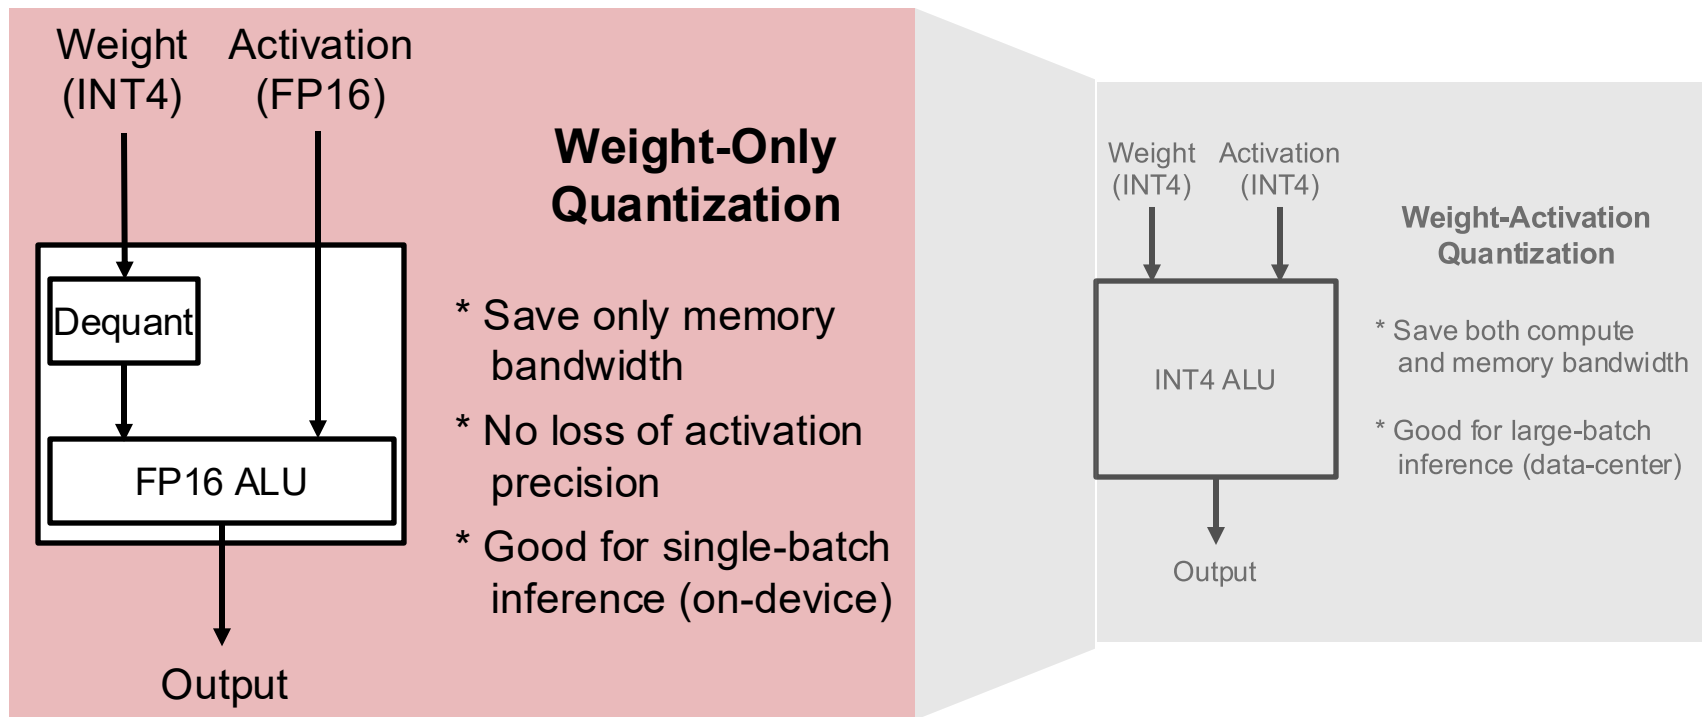 Weight
(INT4)
Activation
(FP16)
Weight-Only
Quantization
Dequant
FP16 ALU
Output
* Save only memory
bandwidth
* No loss of activation
precision
* Good for single-batch
inference (on-device)
Weight
(INT4)
Activation
(INT4)
Weight-Activation
Quantization
INT4 ALU
Output
* Save both compute
and memory bandwidth
* Good for large-batch
inference (data-center)